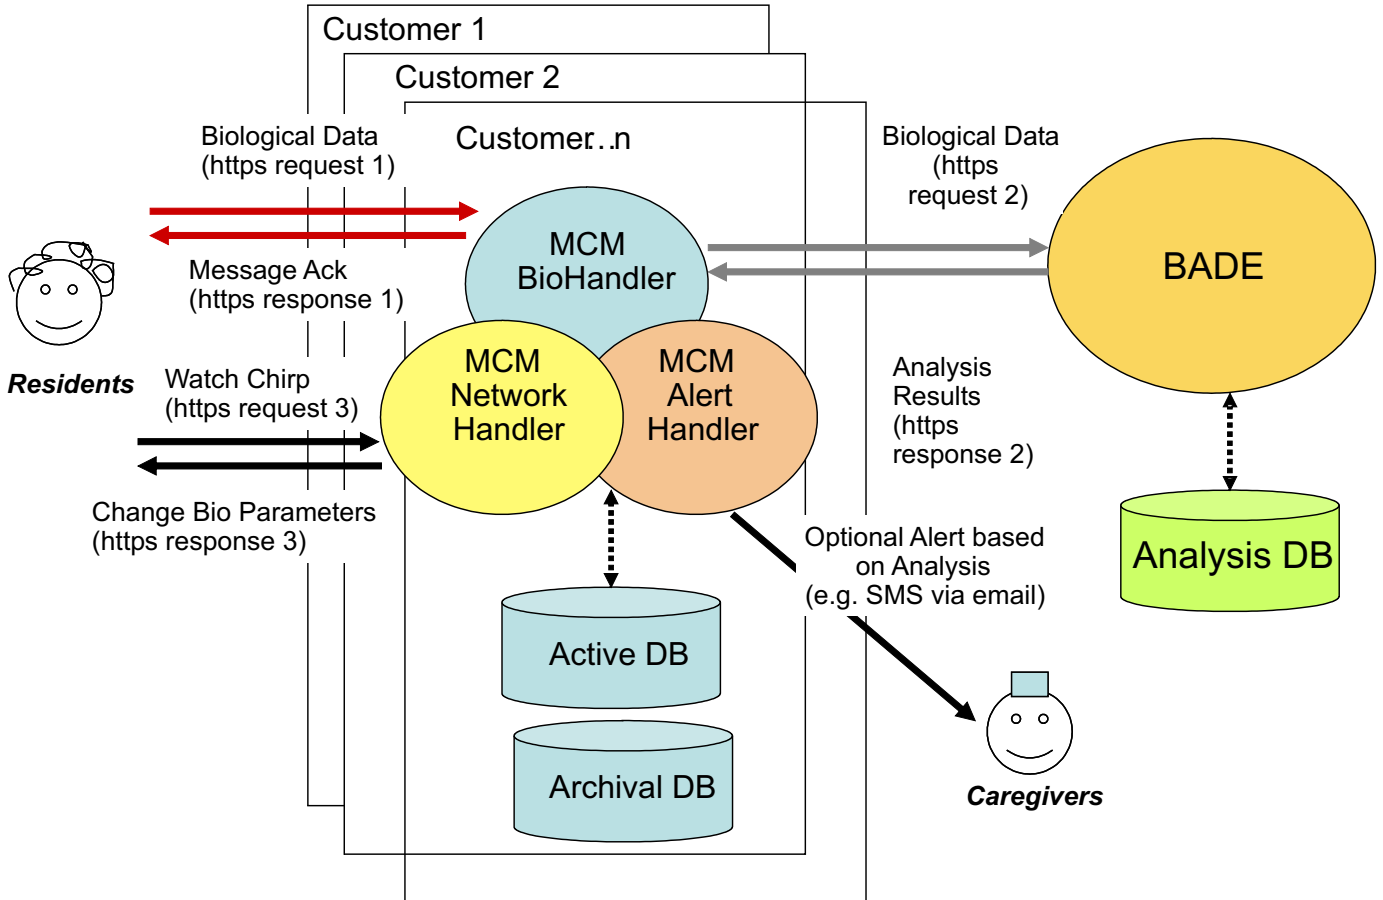 Customer 1
Customer 2
Customer...n
Biological Data
(https request 1)
Message Ack
(https response 1)
Residents
Watch Chirp
(https request 3)
Change Bio Parameters
(https response 3)
MCM
BioHandler
MCM
Network
Handler
MCM
Alert
Handler
Active DB
Archival DB
Biological Data
(https
request 2)
BADE
Analysis
Results
(https
response 2)
Analysis DB
Optional Alert based
on Analysis
(e.g. SMS via email)
Caregivers